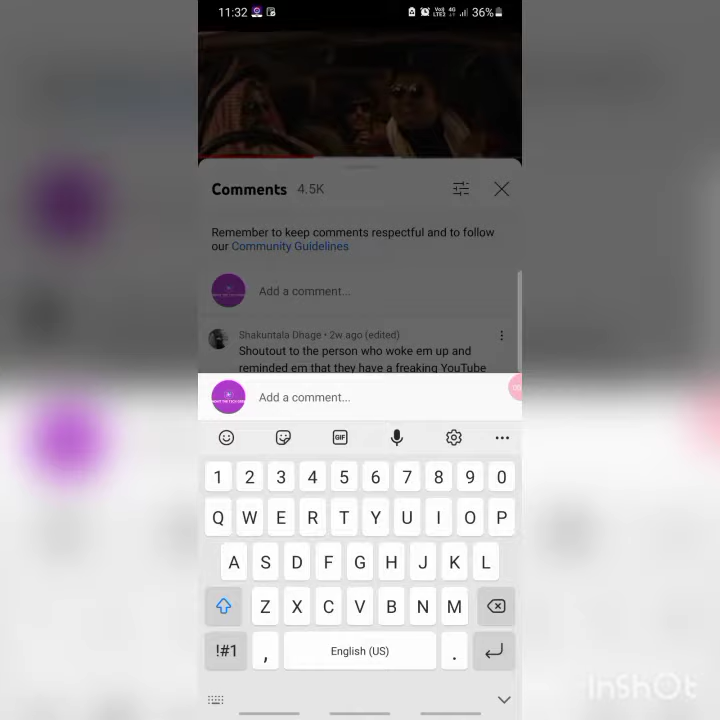 11:32
Vo)) 4G
LTE2
36%
Comments 4.5K
Remember to keep comments respectful and to follow
our Community Guidelines
Add a comment...
Shakuntala Dhage • 2w ago (edited)
Shoutout to the person who woke em up and
reminded em that they have a freaking YouTube
Add a comment...
GIF
1 2 3 4 5 6 7 8 9 0
Q W E R T Y U I O P
A S D F G H J K L
Z X C V B N M
!#1 , English (US) .
InShOt